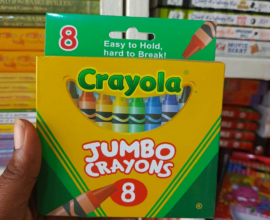 8
Easy to Hold,
hard to Break!
Crayola
JUMBO
CRAYONS
8